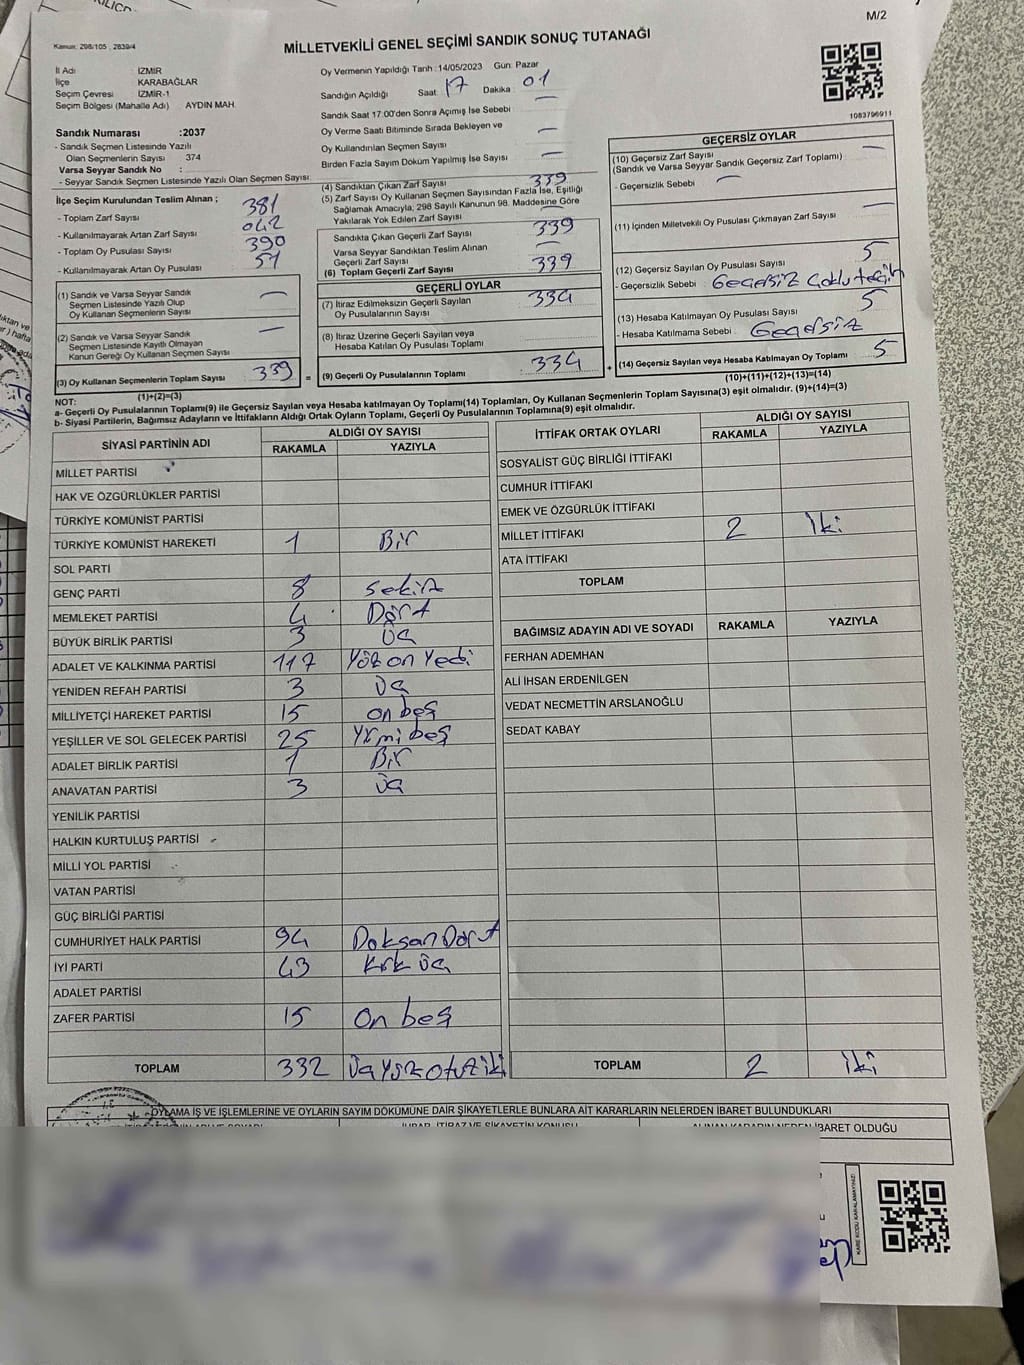 M/2
Kanun: 298/105 , 2839/4
MİLLETVEKİLİ GENEL SEÇİMİ SANDIK SONUÇ TUTANAĞI
İl Adı : İZMİR
İlçe : KARABAĞLAR
Seçim Çevresi : İZMİR-1
Seçim Bölgesi (Mahalle Adı) AYDIN MAH.
Sandık Numarası :2037
- Sandık Seçmen Listesinde Yazılı
Olan Seçmenlerin Sayısı : 374
Varsa Seyyar Sandık No :
- Seyyar Sandık Seçmen Listesinde Yazılı Olan Seçmen Sayısı:
İlçe Seçim Kurulundan Teslim Alınan ;
- Toplam Zarf Sayısı 381
- Kullanılmayarak Artan Zarf Sayısı 042
- Toplam Oy Pusulası Sayısı 390
- Kullanılmayarak Artan Oy Pusulası 51
(1) Sandık ve Varsa Seyyar Sandık
Seçmen Listesinde Yazılı Olup
Oy Kullanan Seçmenlerin Sayısı —
(2) Sandık ve Varsa Seyyar Sandık
Seçmen Listesinde Kayıtlı Olmayan
Kanun Gereği Oy Kullanan Seçmen Sayısı —
(3) Oy Kullanan Seçmenlerin Toplam Sayısı 339 =
(1)+(2)=(3)
Oy Vermenin Yapıldığı Tarih :14/05/2023 Gün: Pazar
Sandığın Açıldığı Saat 17 Dakika 01
Sandık Saat 17:00'den Sonra Açılmış İse Sebebi —
Oy Verme Saati Bitiminde Sırada Bekleyen ve
Oy Kullandırılan Seçmen Sayısı —
Birden Fazla Sayım Döküm Yapılmış İse Sayısı —
(4) Sandıktan Çıkan Zarf Sayısı 339
(5) Zarf Sayısı Oy Kullanan Seçmen Sayısından Fazla İse, Eşitliği
Sağlamak Amacıyla; 298 Sayılı Kanunun 98. Maddesine Göre
Yakılarak Yok Edilen Zarf Sayısı —
Sandıkta Çıkan Geçerli Zarf Sayısı 339
Varsa Seyyar Sandıktan Teslim Alınan
Geçerli Zarf Sayısı —
(6) Toplam Geçerli Zarf Sayısı 339
GEÇERLİ OYLAR
(7) İtiraz Edilmeksizin Geçerli Sayılan
Oy Pusulalarının Sayısı 334
(8) İtiraz Üzerine Geçerli Sayılan veya
Hesaba Katılan Oy Pusulası Toplamı
(9) Geçerli Oy Pusulalarının Toplamı 334 +
1083796911
GEÇERSİZ OYLAR
(10) Geçersiz Zarf Sayısı —
(Sandık ve Varsa Seyyar Sandık Geçersiz Zarf Toplamı)
- Geçersizlik Sebebi —
(11) İçinden Milletvekili Oy Pusulası Çıkmayan Zarf Sayısı —
(12) Geçersiz Sayılan Oy Pusulası Sayısı 5
- Geçersizlik Sebebi Geçersiz
(13) Hesaba Katılmayan Oy Pusulası Sayısı 5
- Hesaba Katılmama Sebebi : Geçersiz
(14) Geçersiz Sayılan veya Hesaba Katılmayan Oy Toplamı 5
(10)+(11)+(12)+(13)=(14)
NOT:
a- Geçerli Oy Pusulalarının Toplamı(9) ile Geçersiz Sayılan veya Hesaba katılmayan Oy Toplamı(14) Toplamları, Oy Kullanan Seçmenlerin Toplam Sayısına(3) eşit olmalıdır. (9)+(14)=(3)
b- Siyasi Partilerin, Bağımsız Adayların ve İttifakların Aldığı Ortak Oyların Toplamı, Geçerli Oy Pusulalarının Toplamına(9) eşit olmalıdır.
SİYASİ PARTİNİN ADI ALDIĞI OY SAYISI
RAKAMLA YAZIYLA
MİLLET PARTİSİ
HAK VE ÖZGÜRLÜKLER PARTİSİ
TÜRKİYE KOMÜNİST PARTİSİ
TÜRKİYE KOMÜNİST HAREKETİ 1 Bir
SOL PARTİ
GENÇ PARTİ 8 sekiz
MEMLEKET PARTİSİ 4 Dört
BÜYÜK BİRLİK PARTİSİ 3 üç
ADALET VE KALKINMA PARTİSİ 117 Yüz on Yedi
YENİDEN REFAH PARTİSİ 3 üç
MİLLİYETÇİ HAREKET PARTİSİ 15 on beş
YEŞİLLER VE SOL GELECEK PARTİSİ 25 Yirmi beş
ADALET BİRLİK PARTİSİ 1 Bir
ANAVATAN PARTİSİ 3 üç
YENİLİK PARTİSİ
HALKIN KURTULUŞ PARTİSİ
MİLLİ YOL PARTİSİ
VATAN PARTİSİ
GÜÇ BİRLİĞİ PARTİSİ
CUMHURİYET HALK PARTİSİ 94 Doksan Dört
İYİ PARTİ 43 Kırk üç
ADALET PARTİSİ
ZAFER PARTİSİ 15 On beş
TOPLAM 332 Üç yüz otuz iki
İTTİFAK ORTAK OYLARI ALDIĞI OY SAYISI
RAKAMLA YAZIYLA
SOSYALİST GÜÇ BİRLİĞİ İTTİFAKI
CUMHUR İTTİFAKI
EMEK VE ÖZGÜRLÜK İTTİFAKI
MİLLET İTTİFAKI 2 İki
ATA İTTİFAKI
TOPLAM
BAĞIMSIZ ADAYIN ADI VE SOYADI RAKAMLA YAZIYLA
FERHAN ADEMHAN
ALİ İHSAN ERDENİLGEN
VEDAT NECMETTİN ARSLANOĞLU
SEDAT KABAY
TOPLAM 2 İki
OYLAMA İŞ VE İŞLEMLERİNE VE OYLARIN SAYIM DÖKÜMÜNE DAİR ŞİKAYETLERLE BUNLARA AİT KARARLARIN NELERDEN İBARET BULUNDUKLARI
İHBAR, İTİRAZ VE ŞİKAYETİN KONUSU
ALINAN KARARIN NEDEN İBARET OLDUĞU
KARE KODU KARALAMAYINIZ!